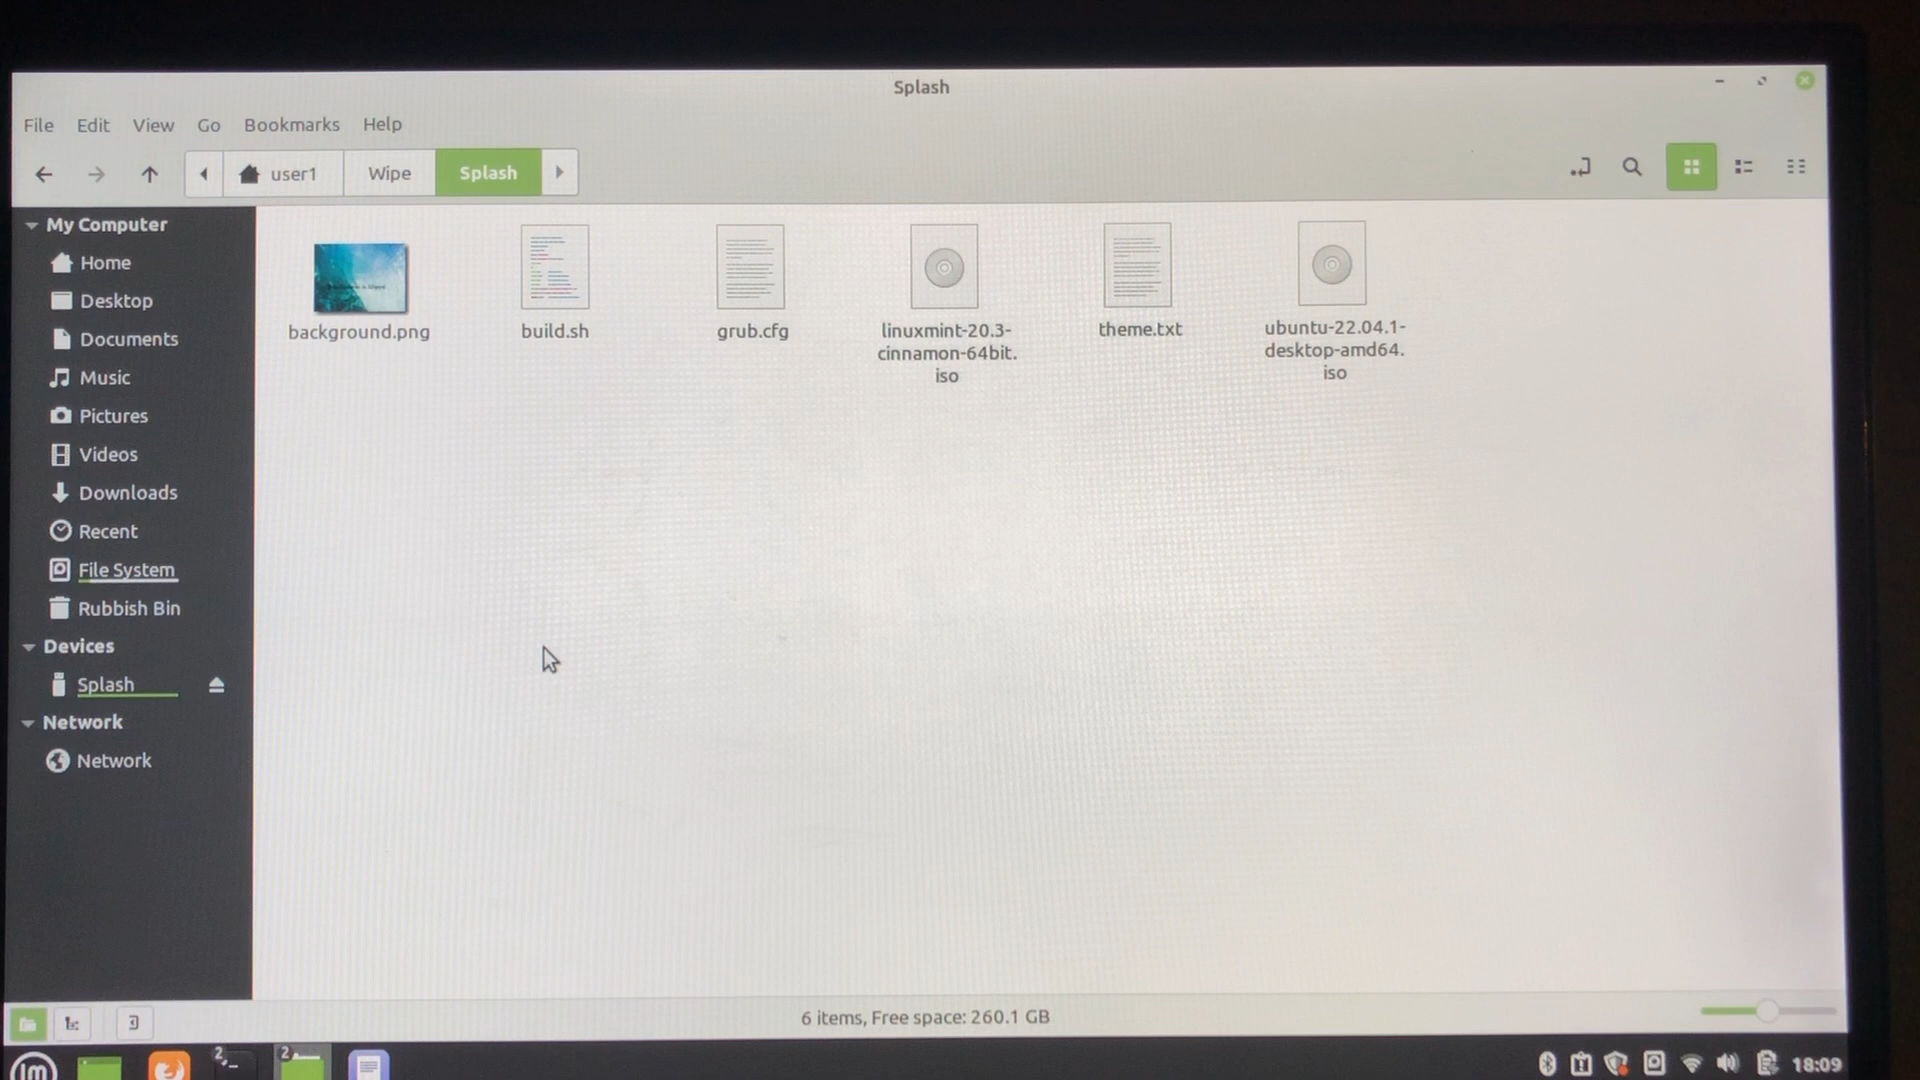 Splash
File Edit View Go Bookmarks Help
user1 Wipe Splash
My Computer
Home
Desktop
Documents
Music
Pictures
Videos
Downloads
Recent
File System
Rubbish Bin
Devices
Splash
Network
Network
background.png
build.sh
grub.cfg
linuxmint-20.3-
cinnamon-64bit.
iso
theme.txt
ubuntu-22.04.1-
desktop-amd64.
iso
6 items, Free space: 260.1 GB
2
2
18:09